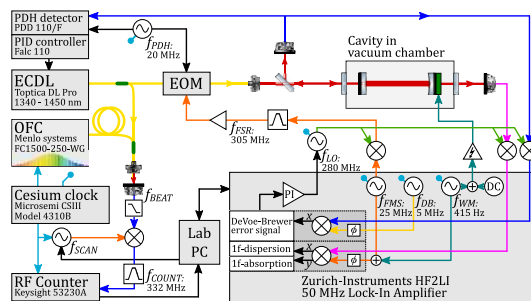 PDH detector
PDD 110/F
PID controller
Falc 110
ECDL
Toptica DL Pro
1340 - 1450 nm
OFC
Menlo systems
FC1500-250-WG
Cesium clock
Microsemi CSIII
Model 4310B
f_SCAN
RF Counter
Keysight 53230A
f_PDH:
20 MHz
EOM
f_FSR:
305 MHz
f_BEAT
f_COUNT:
332 MHz
Lab
PC
Cavity in
vacuum chamber
f_LO:
280 MHz
PI
f_FMS:
25 MHz
f_DB:
5 MHz
f_WM:
415 Hz
DC
DeVoe-Brewer
error signal
x
ϕ
1f-dispersion
1f-absorption
x
y
ϕ
Zurich-Instruments HF2LI
50 MHz Lock-In Amplifier